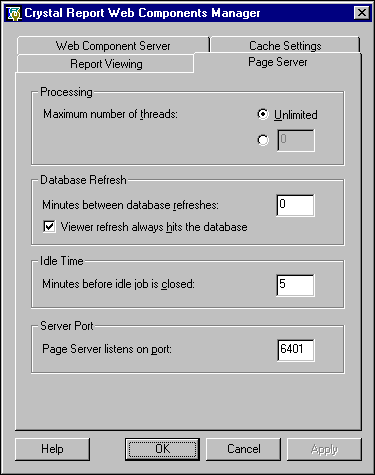 Crystal Report Web Components Manager
Web Component Server Cache Settings
Report Viewing Page Server
Processing
Maximum number of threads: Unlimited
0
Database Refresh
Minutes between database refreshes: 0
Viewer refresh always hits the database
Idle Time
Minutes before idle job is closed: 5
Server Port
Page Server listens on port: 6401
Help OK Cancel Apply